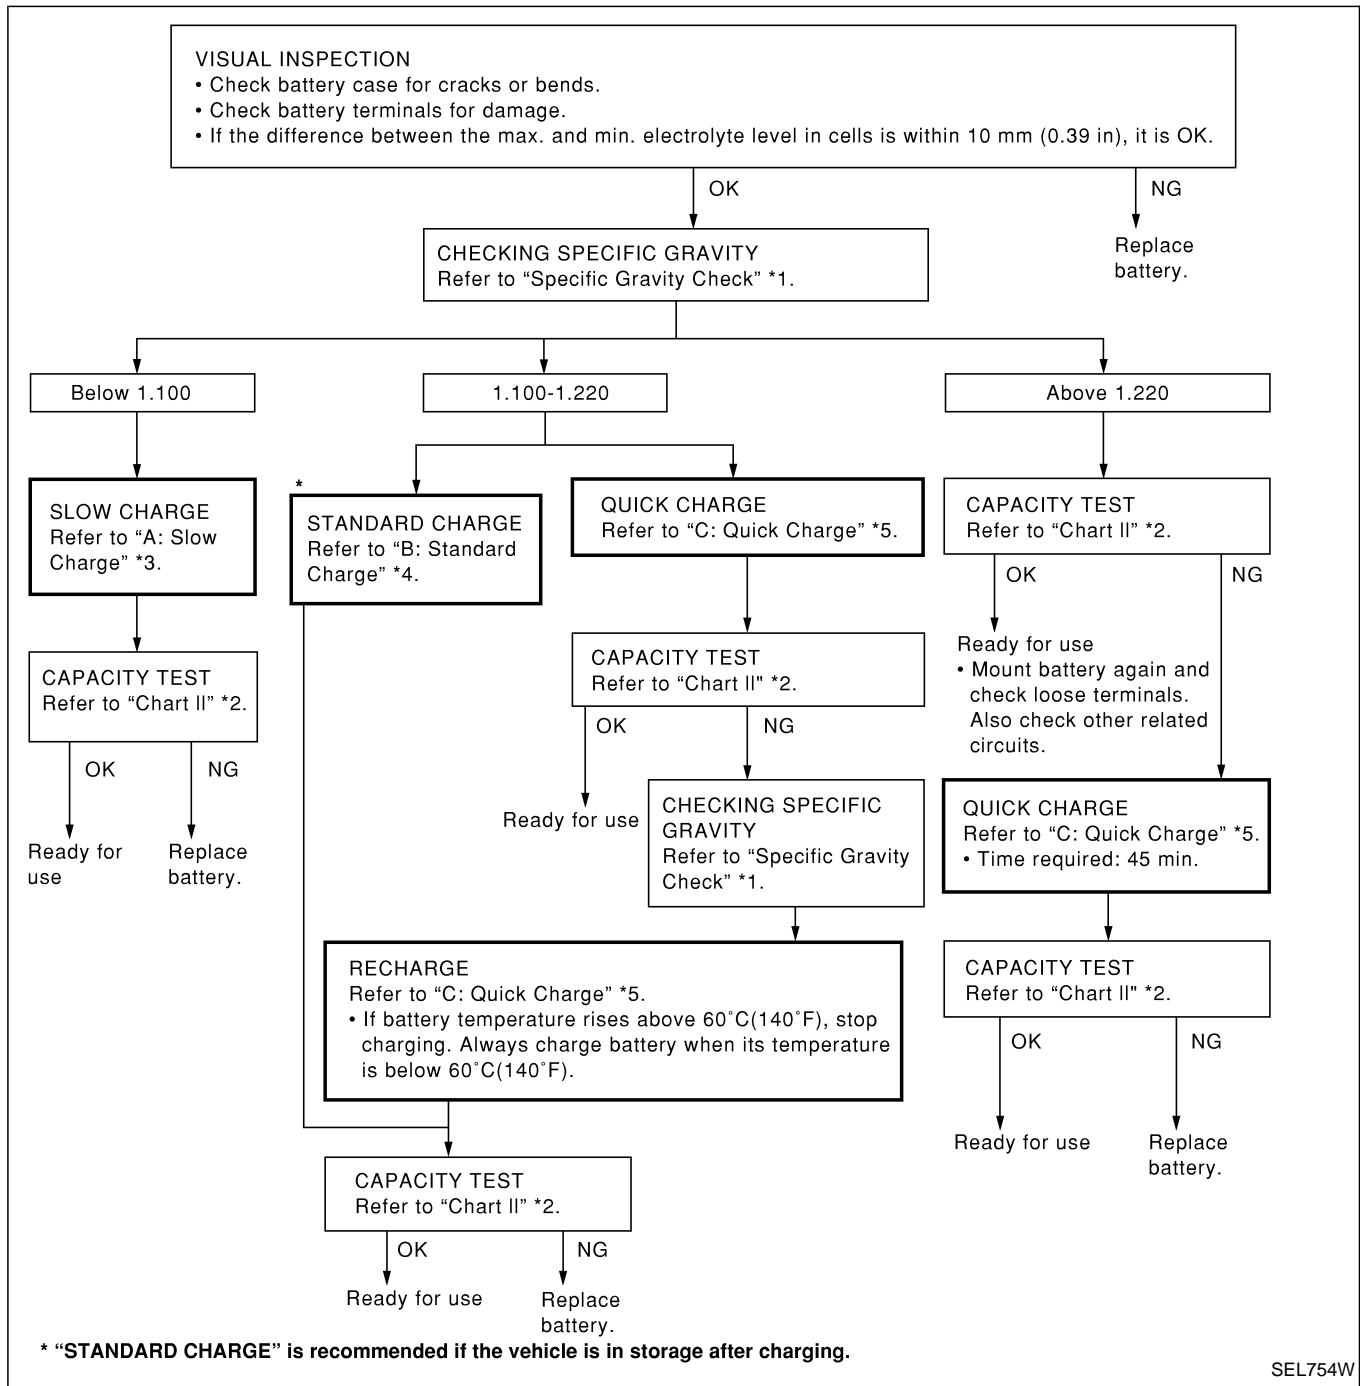 VISUAL INSPECTION
• Check battery case for cracks or bends.
• Check battery terminals for damage.
• If the difference between the max. and min. electrolyte level in cells is within 10 mm (0.39 in), it is OK.
OK
NG
Replace
battery.
CHECKING SPECIFIC GRAVITY
Refer to “Specific Gravity Check” *1.
Below 1.100
1.100-1.220
Above 1.220
SLOW CHARGE
Refer to “A: Slow
Charge” *3.
CAPACITY TEST
Refer to “Chart II” *2.
OK
NG
Ready for
use
Replace
battery.
*
STANDARD CHARGE
Refer to “B: Standard
Charge” *4.
QUICK CHARGE
Refer to “C: Quick Charge” *5.
CAPACITY TEST
Refer to “Chart II" *2.
OK
NG
Ready for use
CHECKING SPECIFIC
GRAVITY
Refer to “Specific Gravity
Check” *1.
RECHARGE
Refer to “C: Quick Charge” *5.
• If battery temperature rises above 60˚C(140˚F), stop
charging. Always charge battery when its temperature
is below 60˚C(140˚F).
CAPACITY TEST
Refer to “Chart II” *2.
OK
NG
Ready for use
Replace
battery.
CAPACITY TEST
Refer to “Chart II” *2.
OK
NG
Ready for use
• Mount battery again and
check loose terminals.
Also check other related
circuits.
QUICK CHARGE
Refer to “C: Quick Charge” *5.
• Time required: 45 min.
CAPACITY TEST
Refer to “Chart II" *2.
OK
NG
Ready for use
Replace
battery.
* “STANDARD CHARGE” is recommended if the vehicle is in storage after charging.
SEL754W